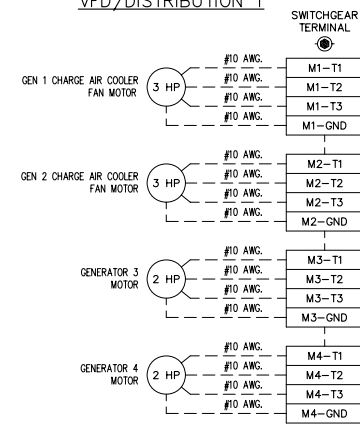 VFD/DISTRIBUTION 1
SWITCHGEAR
TERMINAL
GEN 1 CHARGE AIR COOLER
FAN MOTOR
3 HP
#10 AWG.
M1-T1
#10 AWG.
M1-T2
#10 AWG.
M1-T3
#10 AWG.
M1-GND
GEN 2 CHARGE AIR COOLER
FAN MOTOR
3 HP
#10 AWG.
M2-T1
#10 AWG.
M2-T2
#10 AWG.
M2-T3
#10 AWG.
M2-GND
GENERATOR 3
MOTOR
2 HP
#10 AWG.
M3-T1
#10 AWG.
M3-T2
#10 AWG.
M3-T3
#10 AWG.
M3-GND
GENERATOR 4
MOTOR
2 HP
#10 AWG.
M4-T1
#10 AWG.
M4-T2
#10 AWG.
M4-T3
#10 AWG.
M4-GND